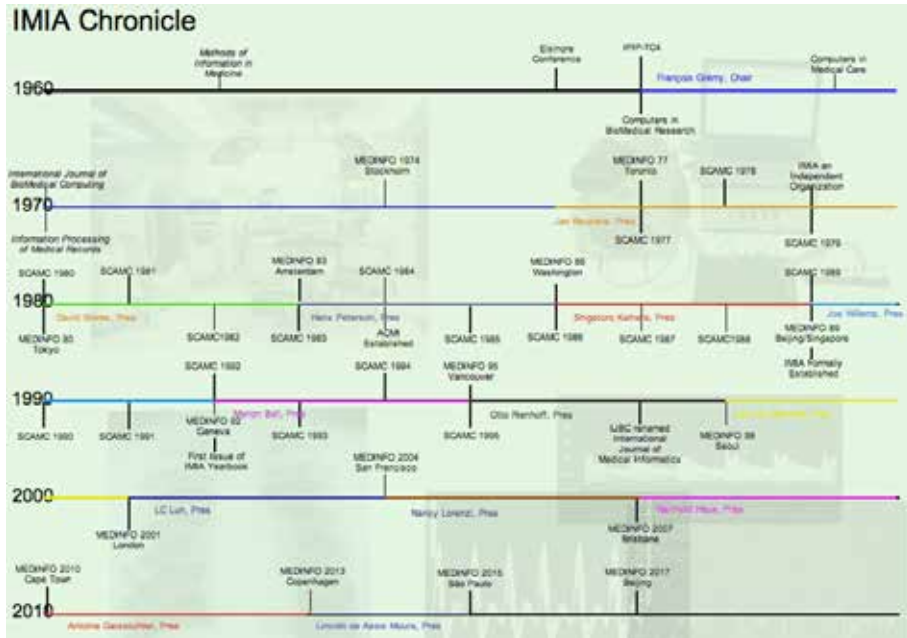 IMIA Chronicle
Methods of
Information in
Medicine
Elsinore
Conference
IFIP-TC4
François Grémy, Chair
Computers in
Medical Care
1960
Computers in
BioMedical Research
International Journal of
BioMedical Computing
MEDINFO 1974
Stockholm
MEDINFO 77
Toronto
SCAMC 1978
IMIA an
Independent
Organization
1970
Pres
Information Processing
of Medical Records
SCAMC 1977
SCAMC 1979
SCAMC 1980
SCAMC 1981
MEDINFO 83
Amsterdam
SCAMC 1984
MEDINFO 86
Washington
SCAMC 1989
1980
David Shires, Pres
Hans Peterson, Pres
Shigekoto Kaihara, Pres
Jos Willems, Pres
MEDINFO 80
Tokyo
SCAMC1982
SCAMC 1983
ACMI
Established
SCAMC 1985
SCAMC 1986
SCAMC 1987
SCAMC1988
MEDINFO 89
Beijing/Singapore
IMIA Formally
Established
SCAMC 1992
SCAMC 1994
MEDINFO 95
Vancouver
1990
Marion Ball, Pres
Otto Rienhoff, Pres
SCAMC 1990
SCAMC 1991
MEDINFO 92
Geneva
First Issue of
IMIA Yearbook
SCAMC 1993
SCAMC 1995
IJBC renamed
International
Journal of
Medical Informatics
MEDINFO 98
Seoul
MEDINFO 2004
San Francisco
2000
KC Lun, Pres
Nancy Lorenzi, Pres
Reinhold Haux, Pres
MEDINFO 2001
London
MEDINFO 2007
Brisbane
MEDINFO 2010
Cape Town
MEDINFO 2013
Copenhagen
MEDINFO 2015
São Paulo
MEDINFO 2017
Beijing
2010
Antoine Geissbuhler, Pres
Lincoln de Assis Moura, Pres